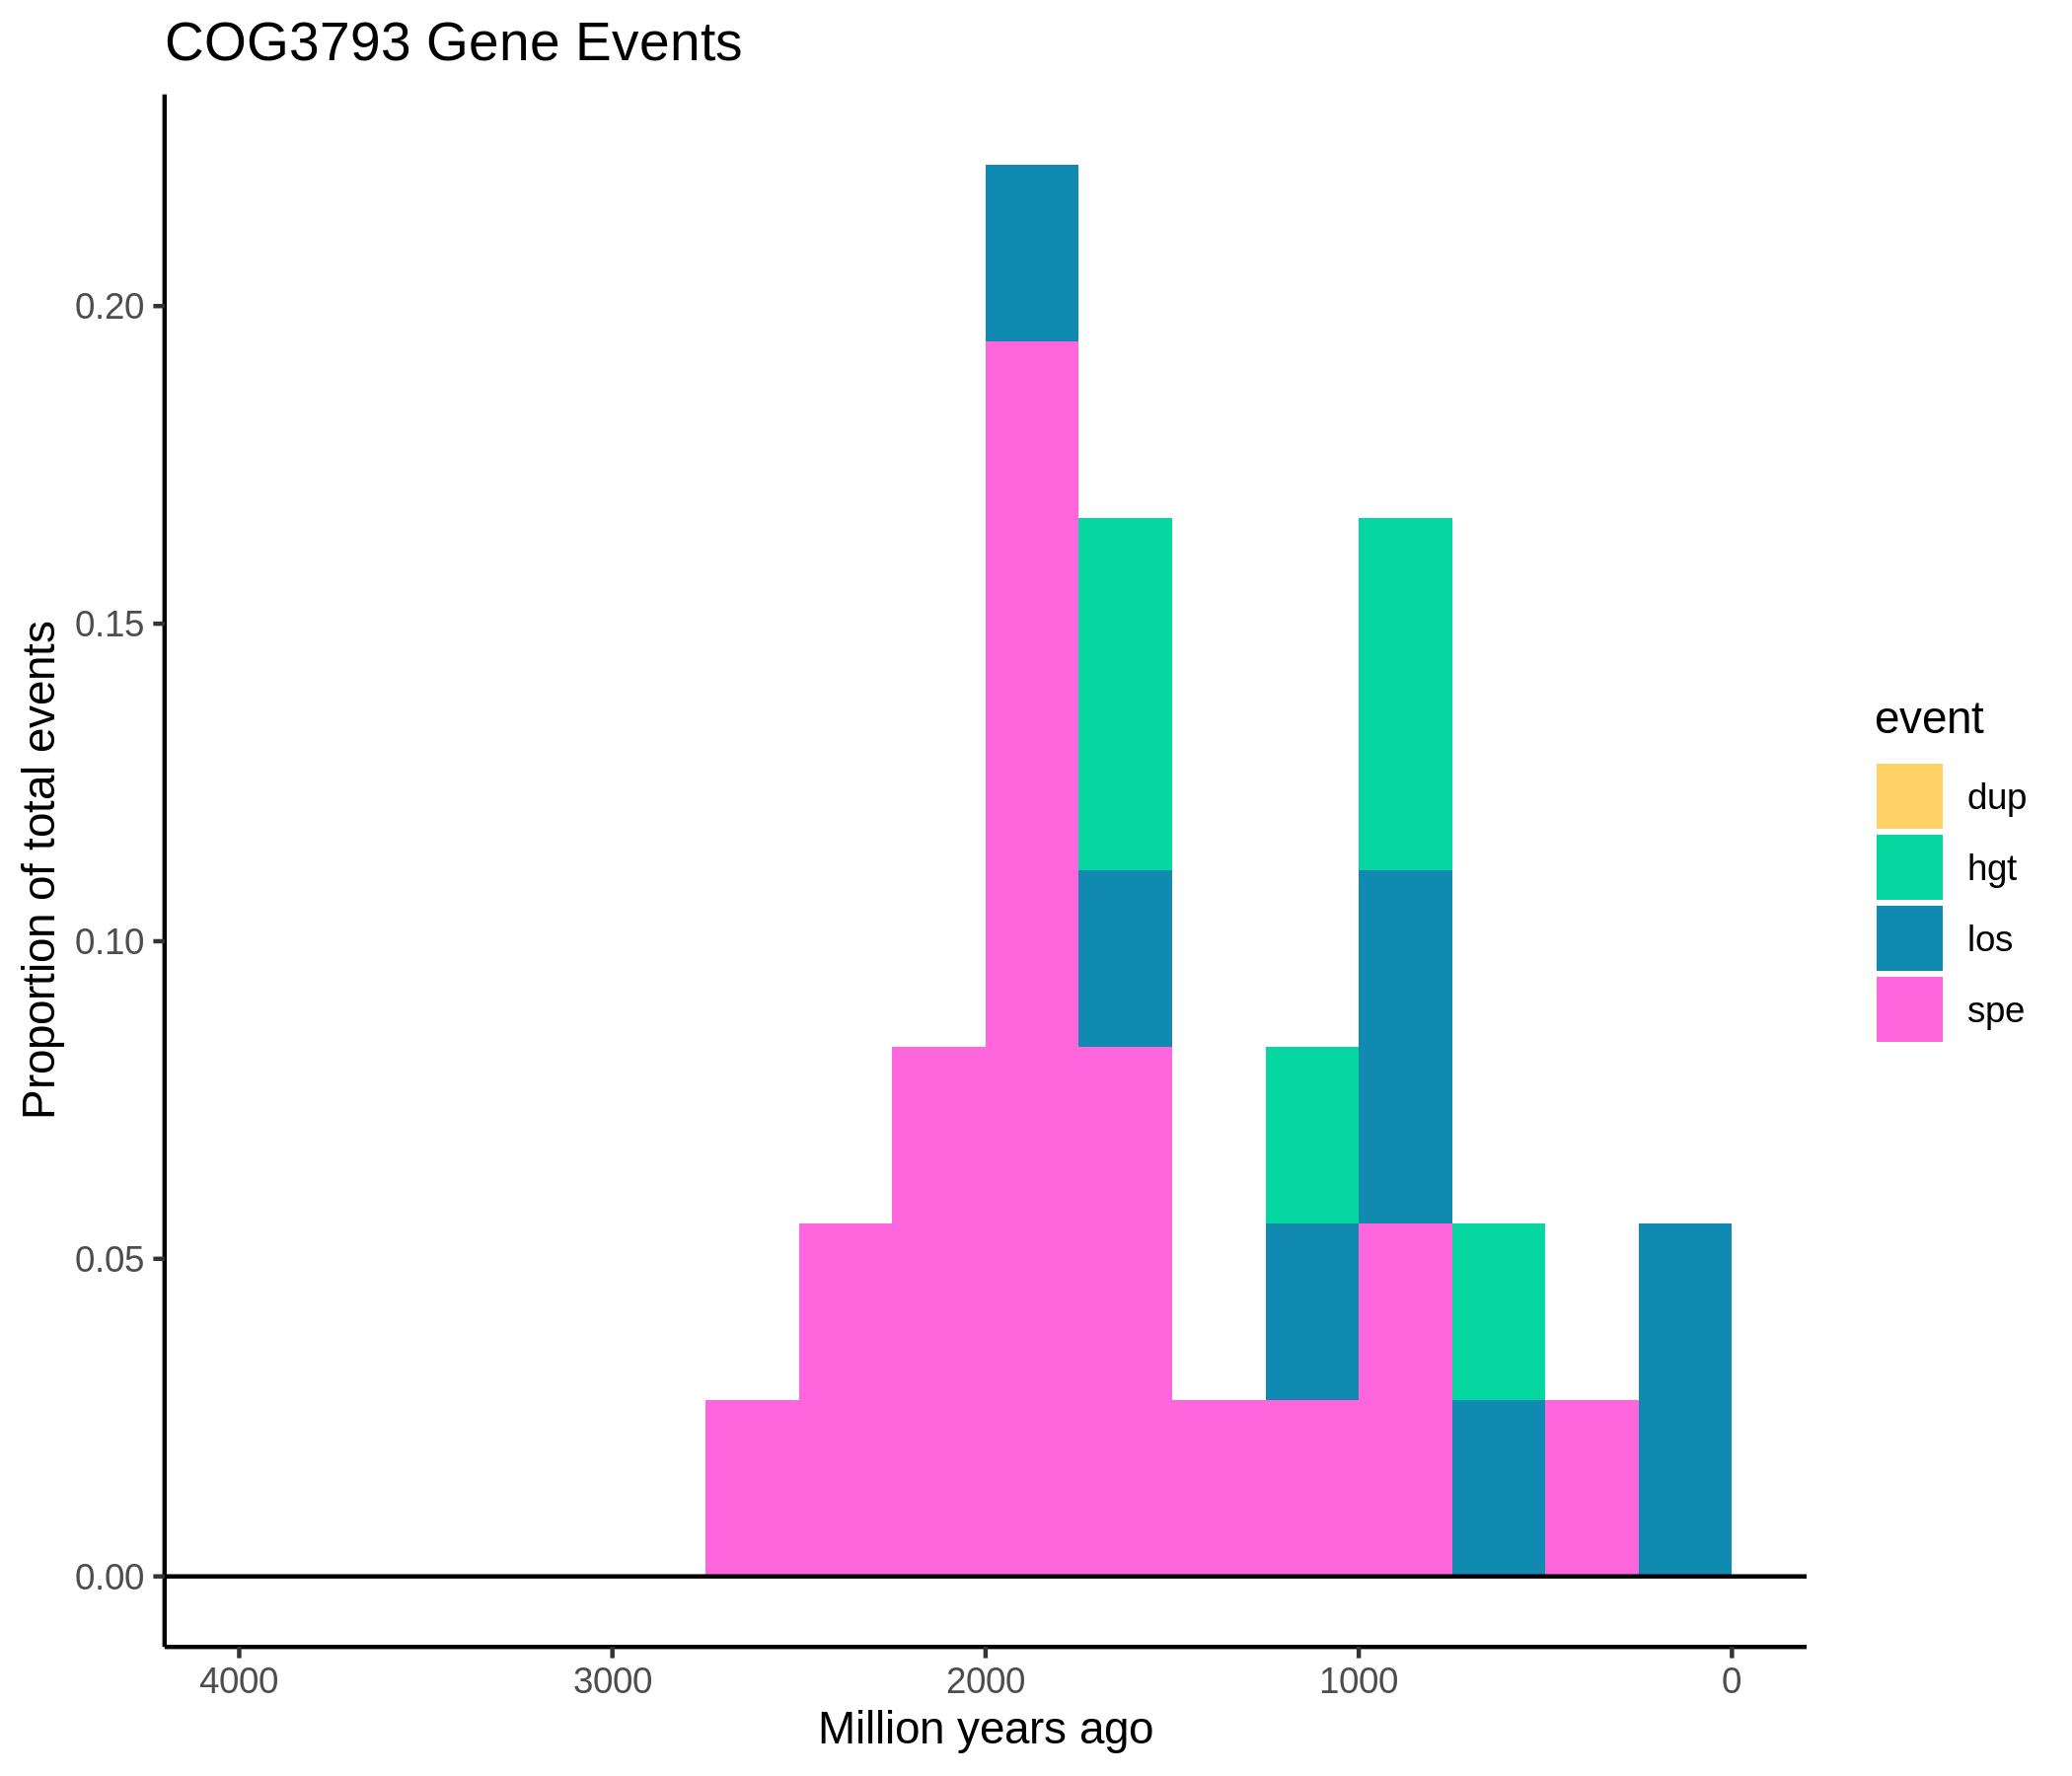 COG3793 Gene Events
Proportion of total events
0.20
0.15
0.10
0.05
0.00
4000 3000 2000 1000 0
Million years ago
event
dup
hgt
los
spe